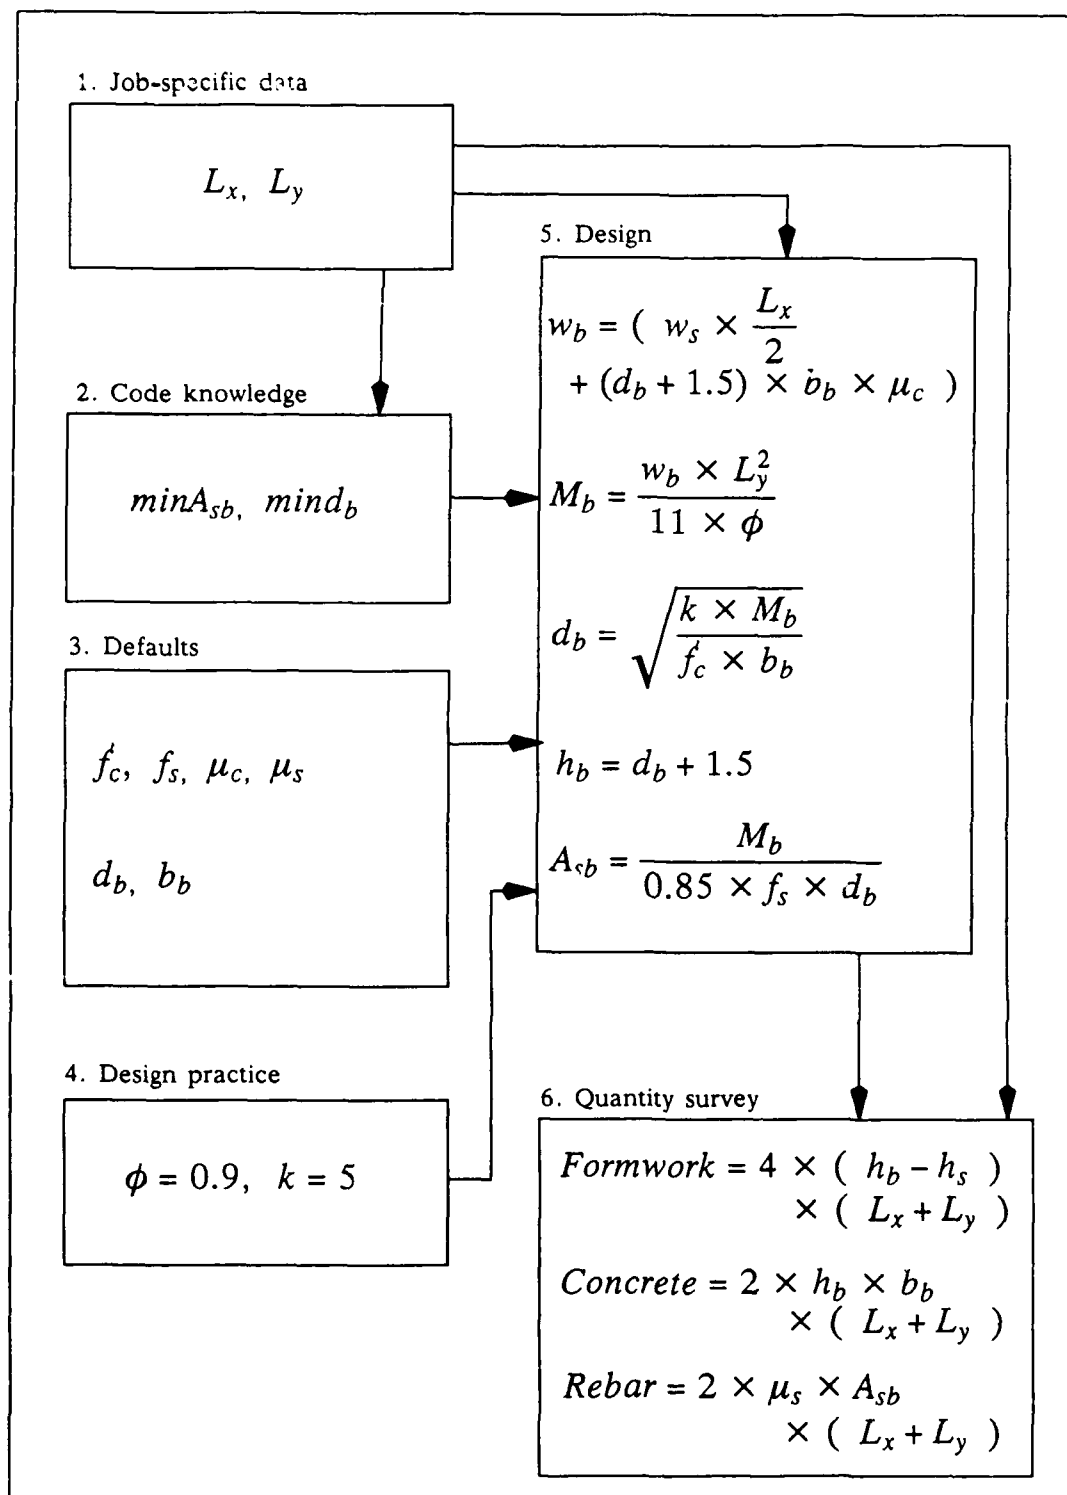 1. Job-specific data
L_x, L_y
2. Code knowledge
minA_sb, mind_b
3. Defaults
f'_c, f_s, μ_c, μ_s
d_b, b_b
4. Design practice
ϕ = 0.9, k = 5
5. Design
w_b = ( w_s × L_x / 2
+ (d_b + 1.5) × b_b × μ_c )
M_b = w_b × L_y^2 / 11 × ϕ
d_b = √ k × M_b / f'_c × b_b
h_b = d_b + 1.5
A_sb = M_b / 0.85 × f_s × d_b
6. Quantity survey
Formwork = 4 × ( h_b – h_s )
× ( L_x + L_y )
Concrete = 2 × h_b × b_b
× ( L_x + L_y )
Rebar = 2 × μ_s × A_sb
× ( L_x + L_y )